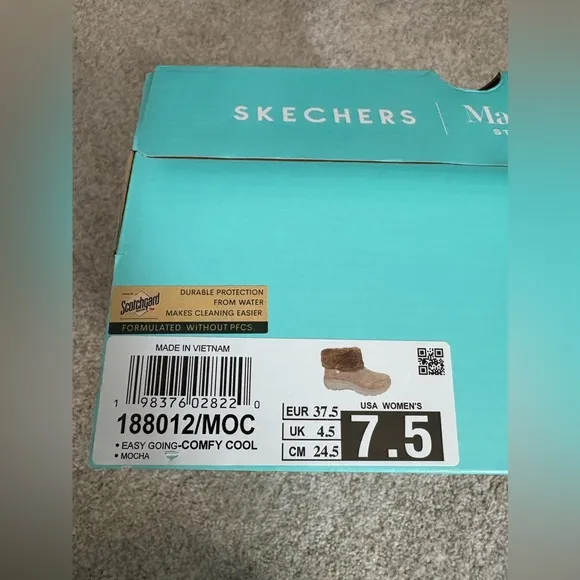 SKECHERS
Scotchgard
DURABLE PROTECTION
FROM WATER
MAKES CLEANING EASIER
FORMULATED WITHOUT PFCS
MADE IN VIETNAM
1 98376 02822 0
188012/MOC
• EASY GOING-COMFY COOL
• MOCHA
EUR 37.5
UK 4.5
CM 24.5
USA WOMEN'S
7.5